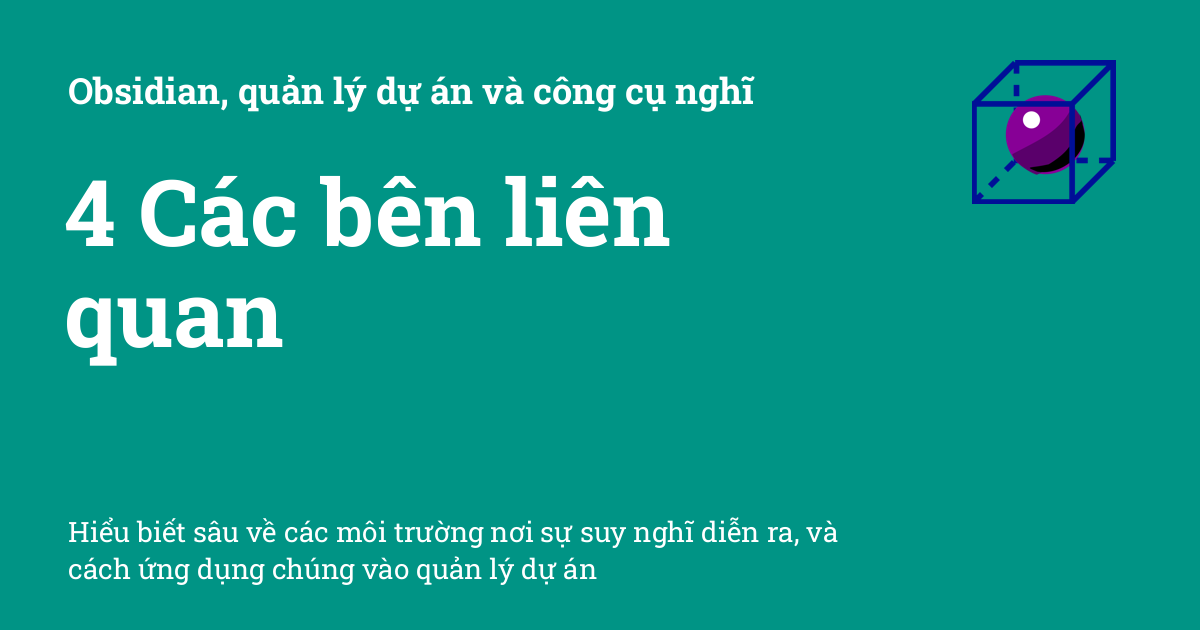 Obsidian, quản lý dự án và công cụ nghĩ
4 Các bên liên
quan
Hiểu biết sâu về các môi trường nơi sự suy nghĩ diễn ra, và
cách ứng dụng chúng vào quản lý dự án